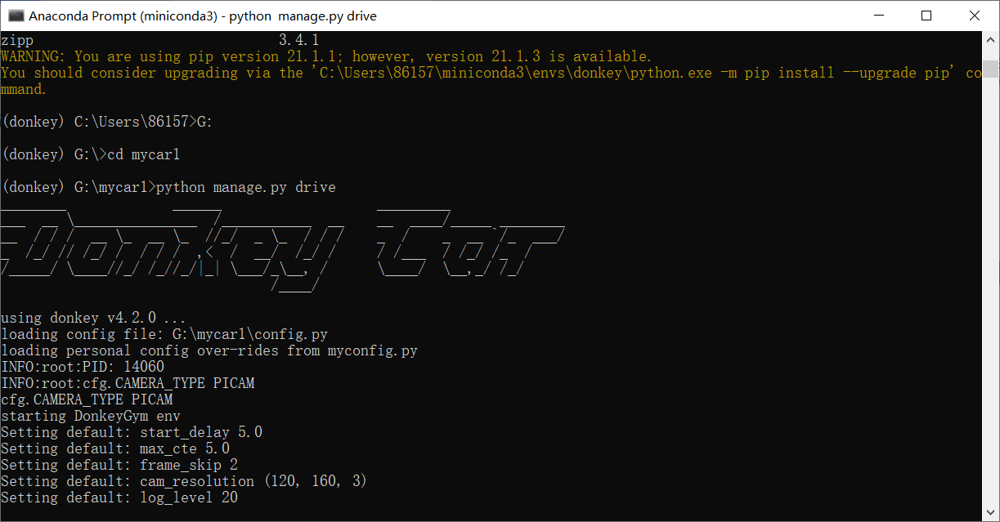 Anaconda Prompt (miniconda3) - python  manage.py drive
zipp                              3.4.1
WARNING: You are using pip version 21.1.1; however, version 21.1.3 is available.
You should consider upgrading via the 'C:\Users\86157\miniconda3\envs\donkey\python.exe -m pip install --upgrade pip' co
mmand.
(donkey) C:\Users\86157>G:
(donkey) G:\>cd mycar1
(donkey) G:\mycar1>python manage.py drive
Donkey Car
using donkey v4.2.0 ...
loading config file: G:\mycar1\config.py
loading personal config over-rides from myconfig.py
INFO:root:PID: 14060
INFO:root:cfg.CAMERA_TYPE PICAM
cfg.CAMERA_TYPE PICAM
starting DonkeyGym env
Setting default: start_delay 5.0
Setting default: max_cte 5.0
Setting default: frame_skip 2
Setting default: cam_resolution (120, 160, 3)
Setting default: log_level 20